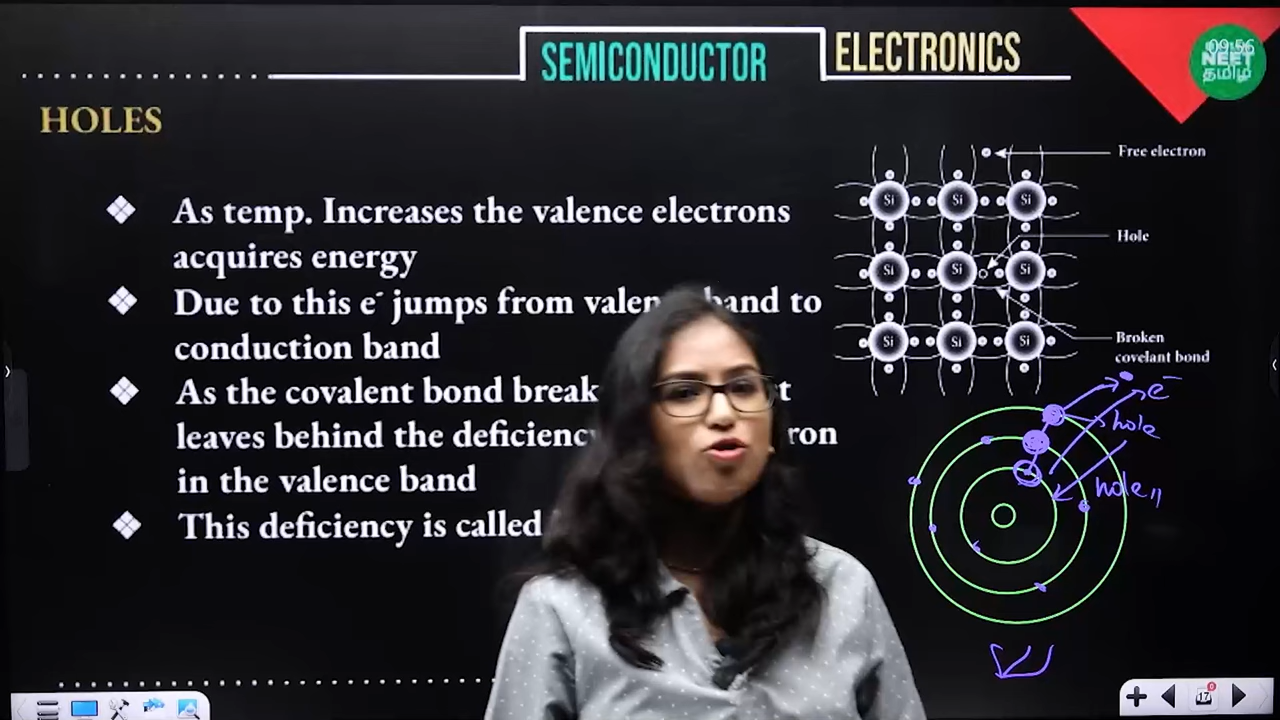 SEMICONDUCTOR ELECTRONICS
09:56
NEET
தமிழ்
HOLES
As temp. Increases the valence electrons
acquires energy
Due to this e- jumps from valen band to
conduction band
As the covalent bond break t
leaves behind the deficienc ron
in the valence band
This deficiency is called
Free electron
Hole
Broken
covelant bond
Si Si Si
Si Si Si
Si Si Si
e-
hole
hole
17
6